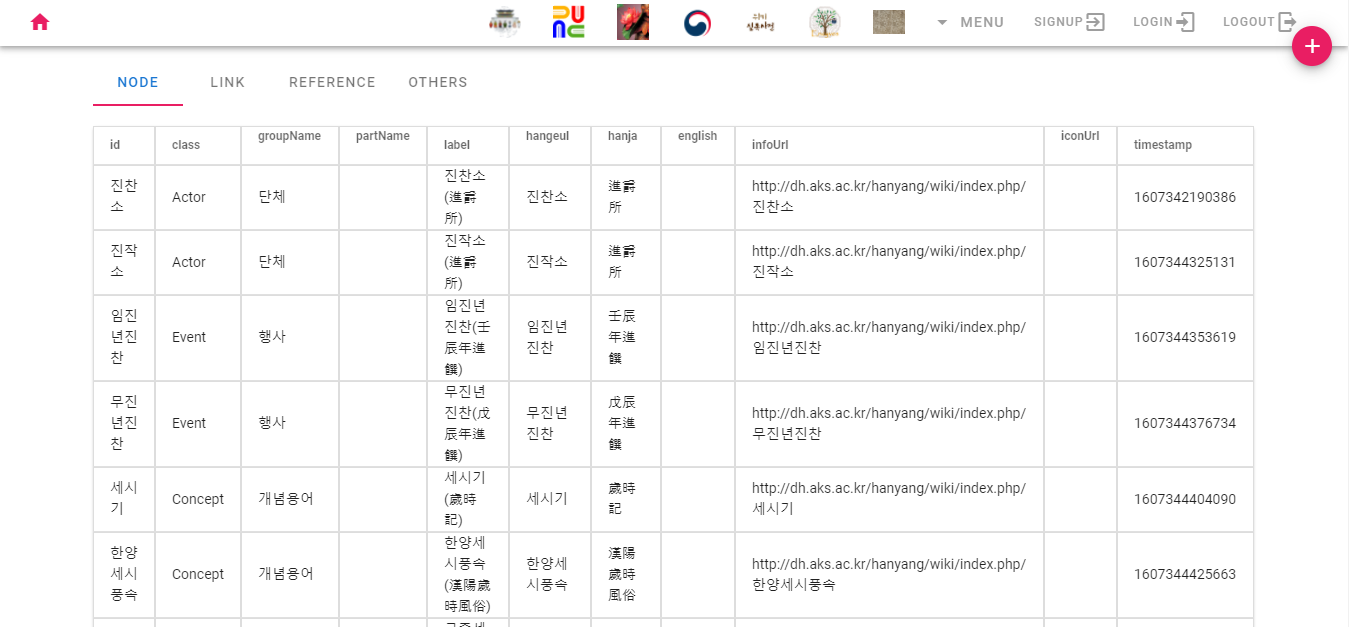 MENU SIGNUP LOGIN LOGOUT
NODE LINK REFERENCE OTHERS
id class groupName partName label hangeul hanja english infoUrl iconUrl timestamp
진찬
소
Actor
단체
진찬소
(進爵
所)
진찬소
進爵
所
http://dh.aks.ac.kr/hanyang/wiki/index.php/
진찬소
1607342190386
진작
소
Actor
단체
진작소
(進爵
所)
진작소
進爵
所
http://dh.aks.ac.kr/hanyang/wiki/index.php/
진작소
1607344325131
임진
년진
찬
Event
행사
임진년
진찬(壬
辰年進
饌)
임진년
진찬
壬辰
年進
饌
http://dh.aks.ac.kr/hanyang/wiki/index.php/
임진년진찬
1607344353619
무진
년진
찬
Event
행사
무진년
진찬(戊
辰年進
饌)
무진년
진찬
戊辰
年進
饌
http://dh.aks.ac.kr/hanyang/wiki/index.php/
무진년진찬
1607344376734
세시
기
Concept
개념용어
세시기
(歲時
記)
세시기
歲時
記
http://dh.aks.ac.kr/hanyang/wiki/index.php/
세시기
1607344404090
한양
세시
풍속
Concept
개념용어
한양세
시풍속
(漢陽歲
時風俗)
한양세
시풍속
漢陽
歲時
風俗
http://dh.aks.ac.kr/hanyang/wiki/index.php/
한양세시풍속
1607344425663